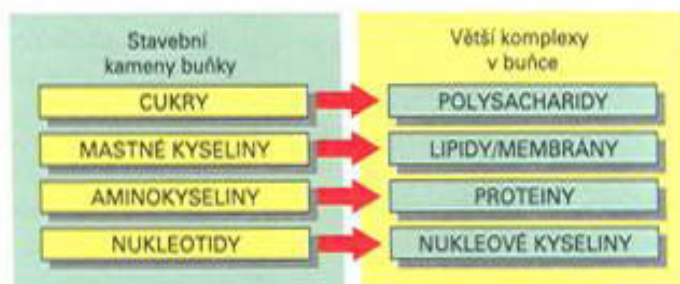 Stavební
kameny buňky
Větší komplexy
v buňce
CUKRY
POLYSACHARIDY
MASTNÉ KYSELINY
LIPIDY/MEMBRÁNY
AMINOKYSELINY
PROTEINY
NUKLEOTIDY
NUKLEOVÉ KYSELINY